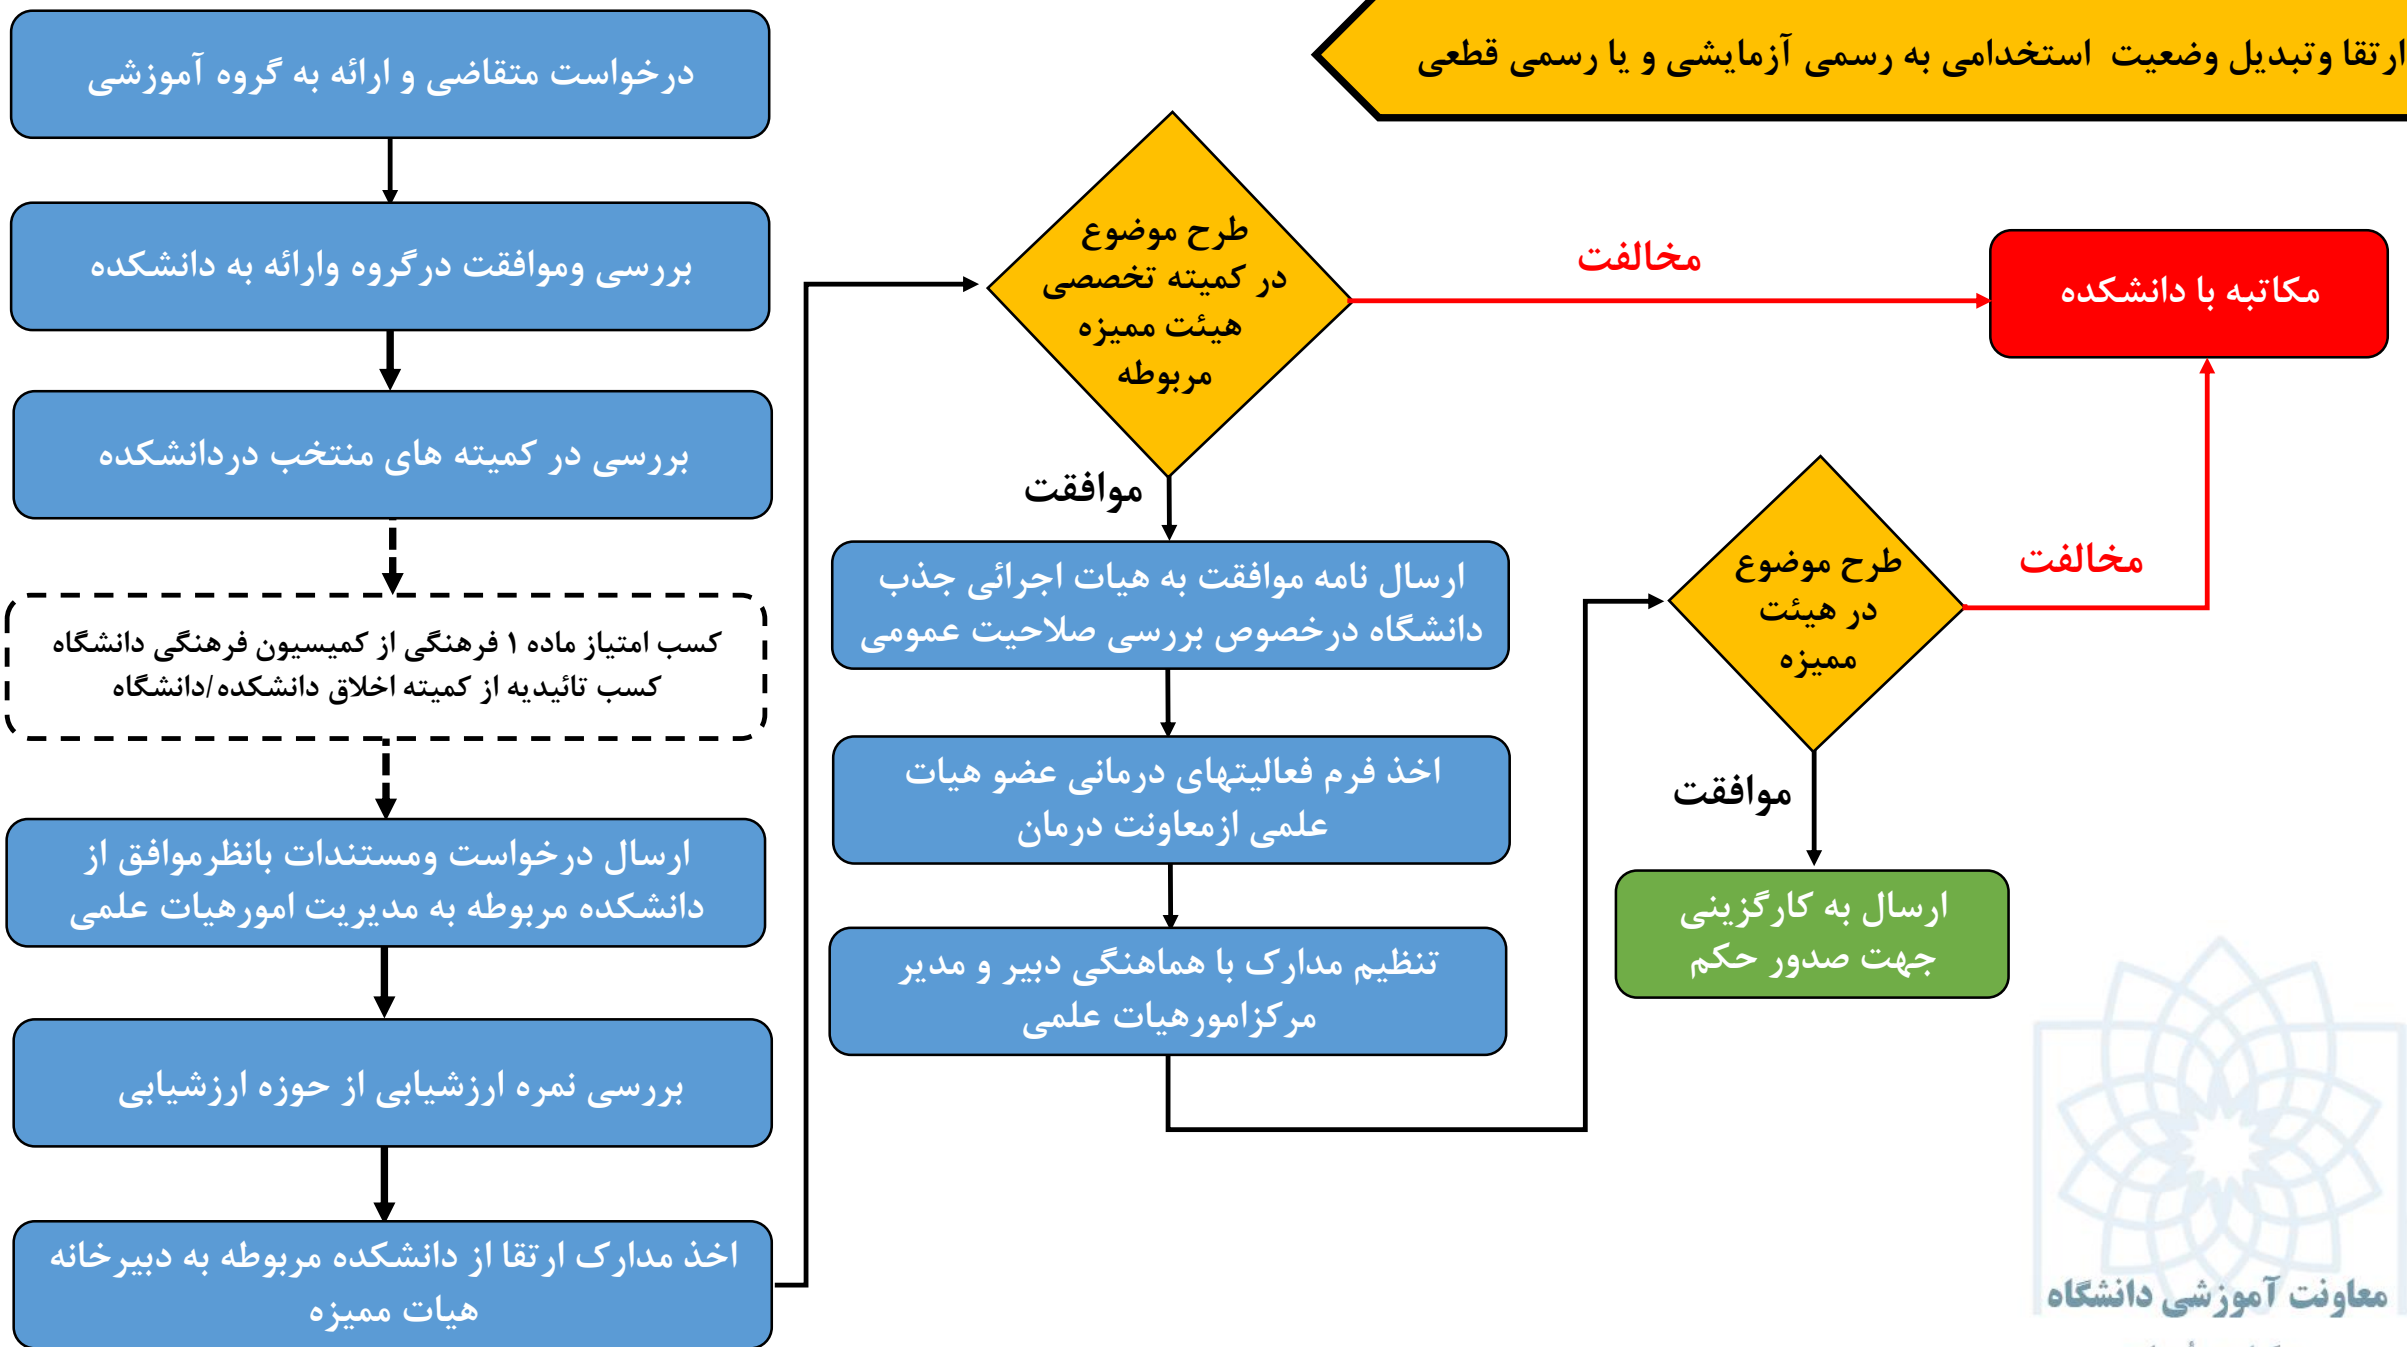 ارتقا وتبدیل وضعیت استخدامی به رسمی آزمایشی و یا رسمی قطعی
درخواست متقاضی و ارائه به گروه آموزشی
بررسی وموافقت درگروه وارائه به دانشکده
بررسی در کمیته های منتخب دردانشکده
کسب امتیاز ماده ۱ فرهنگی از کمیسیون فرهنگی دانشگاه
کسب تائیدیه از کمیته اخلاق دانشکده/دانشگاه
ارسال درخواست ومستندات بانظرموافق از
دانشکده مربوطه به مدیریت امورهیات علمی
بررسی نمره ارزشیابی از حوزه ارزشیابی
اخذ مدارک ارتقا از دانشکده مربوطه به دبیرخانه
هیات ممیزه
طرح موضوع
در کمیته تخصصی
هیئت ممیزه
مربوطه
مخالفت
مکاتبه با دانشکده
موافقت
ارسال نامه موافقت به هیات اجرائی جذب
دانشگاه درخصوص بررسی صلاحیت عمومی
اخذ فرم فعالیتهای درمانی عضو هیات
علمی ازمعاونت درمان
تنظیم مدارک با هماهنگی دبیر و مدیر
مرکزامورهیات علمی
طرح موضوع
در هیئت
ممیزه
مخالفت
موافقت
ارسال به کارگزینی
جهت صدور حکم
معاونت آموزشی دانشگاه